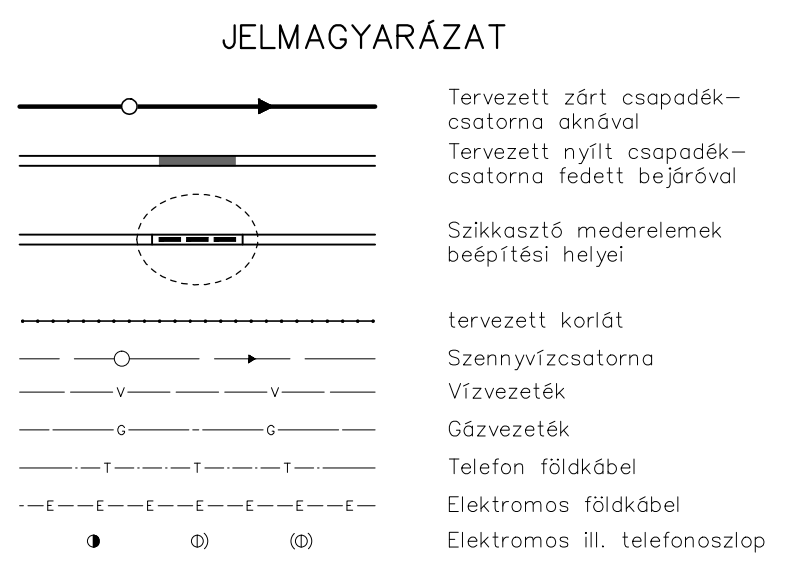 JELMAGYARÁZAT
Tervezett zárt csapadék-
csatorna aknával
Tervezett nyílt csapadék-
csatorna fedett bejáróval
Szikkasztó mederelemek
beépítési helyei
tervezett korlát
Szennyvízcsatorna
V V Vízvezeték
G G Gázvezeték
T T T Telefon földkábel
E E E E E E E Elektromos földkábel
Elektromos ill. telefonoszlop